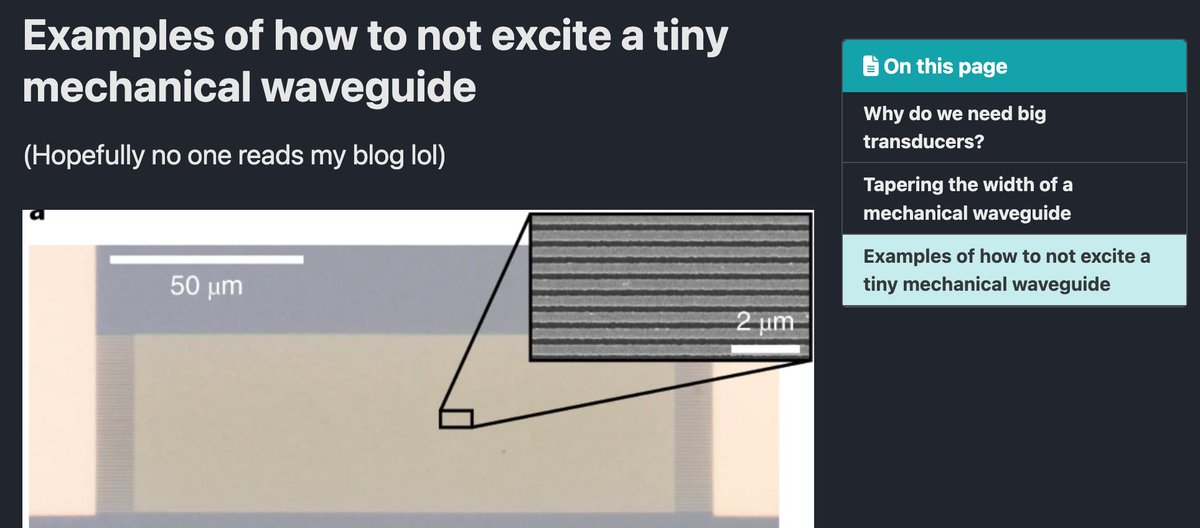 Examples of how to not excite a tiny
mechanical waveguide
(Hopefully no one reads my blog lol)
a
50 μm
2 μm
On this page
Why do we need big
transducers?
Tapering the width of a
mechanical waveguide
Examples of how to not excite a
tiny mechanical waveguide